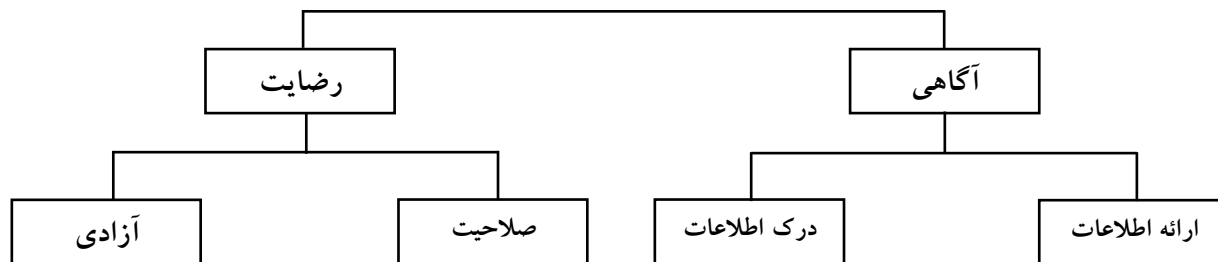 آگاهی
رضایت
ارائه اطلاعات
درک اطلاعات
صلاحیت
آزادی